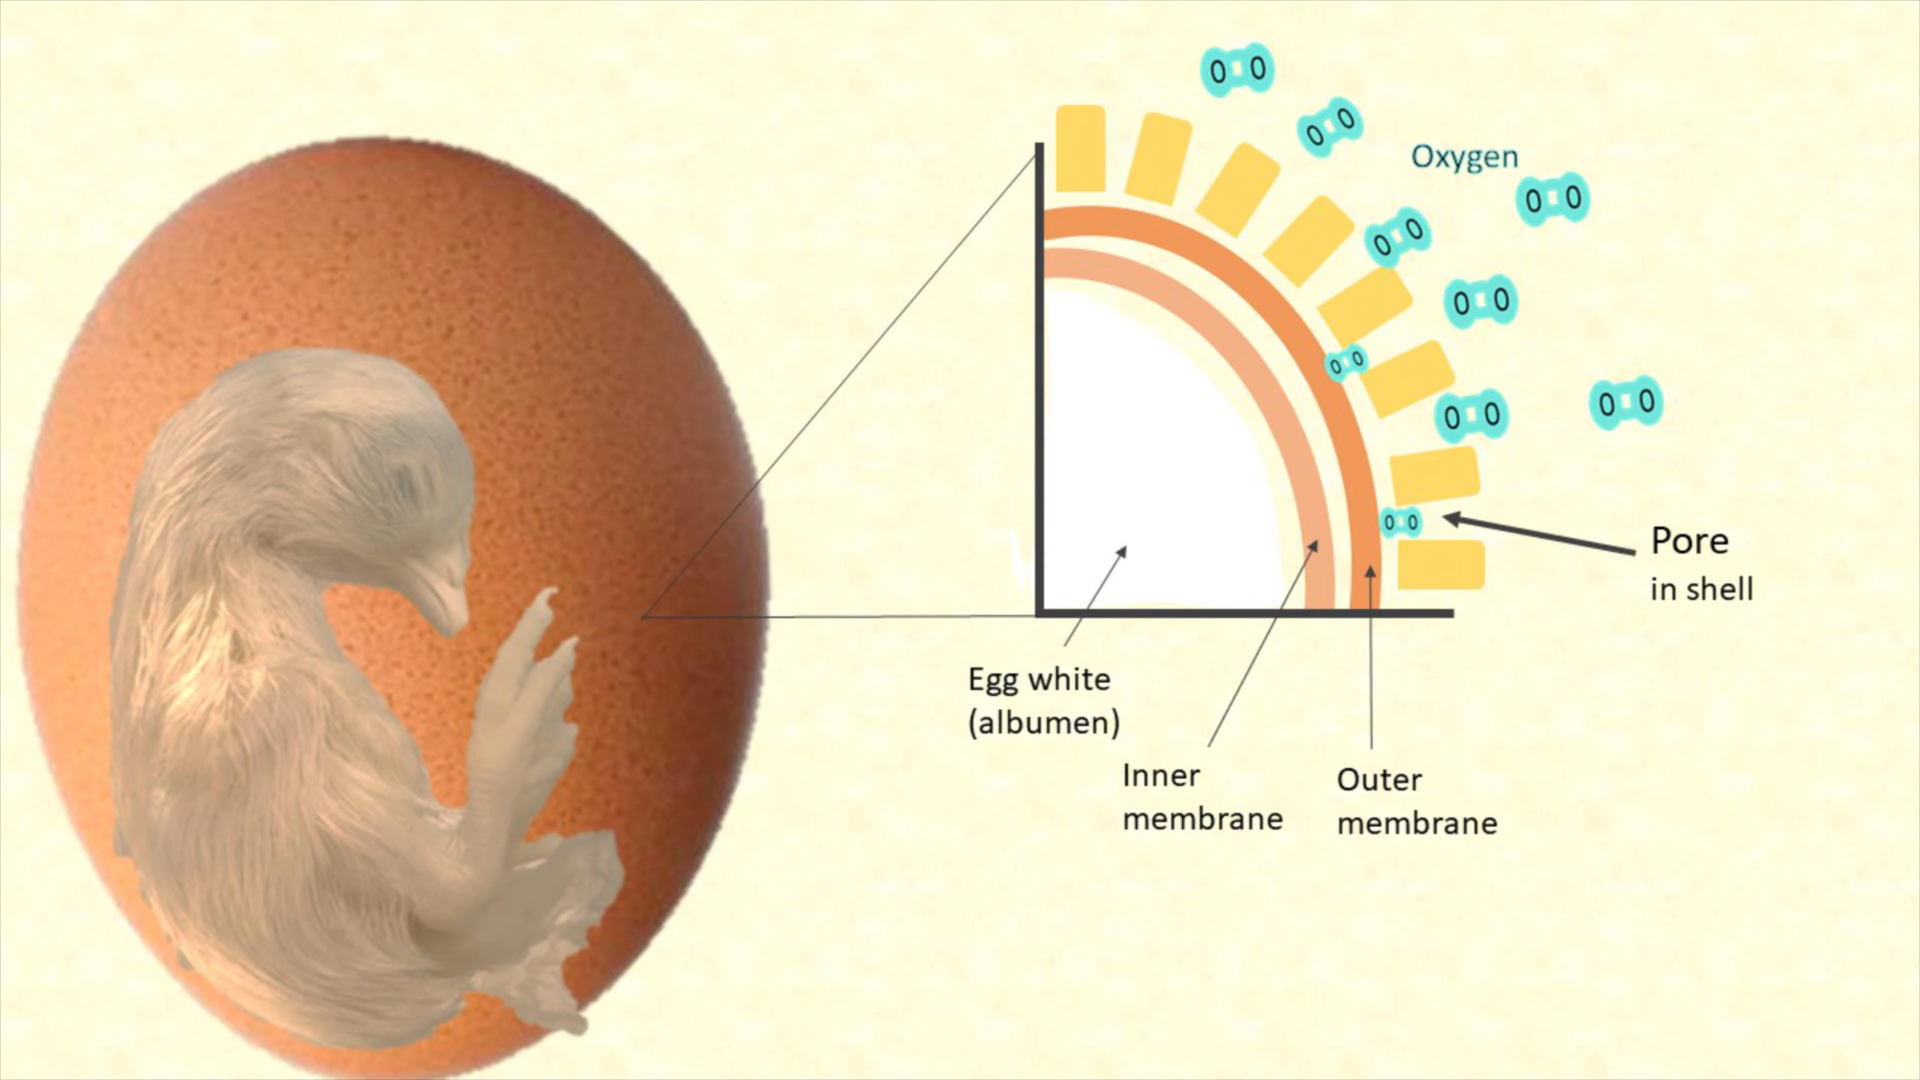 O O
O O
Oxygen
O O
O O
O O
O O
O O
O O
O O
Pore
in shell
Egg white
(albumen)
Inner
membrane
Outer
membrane